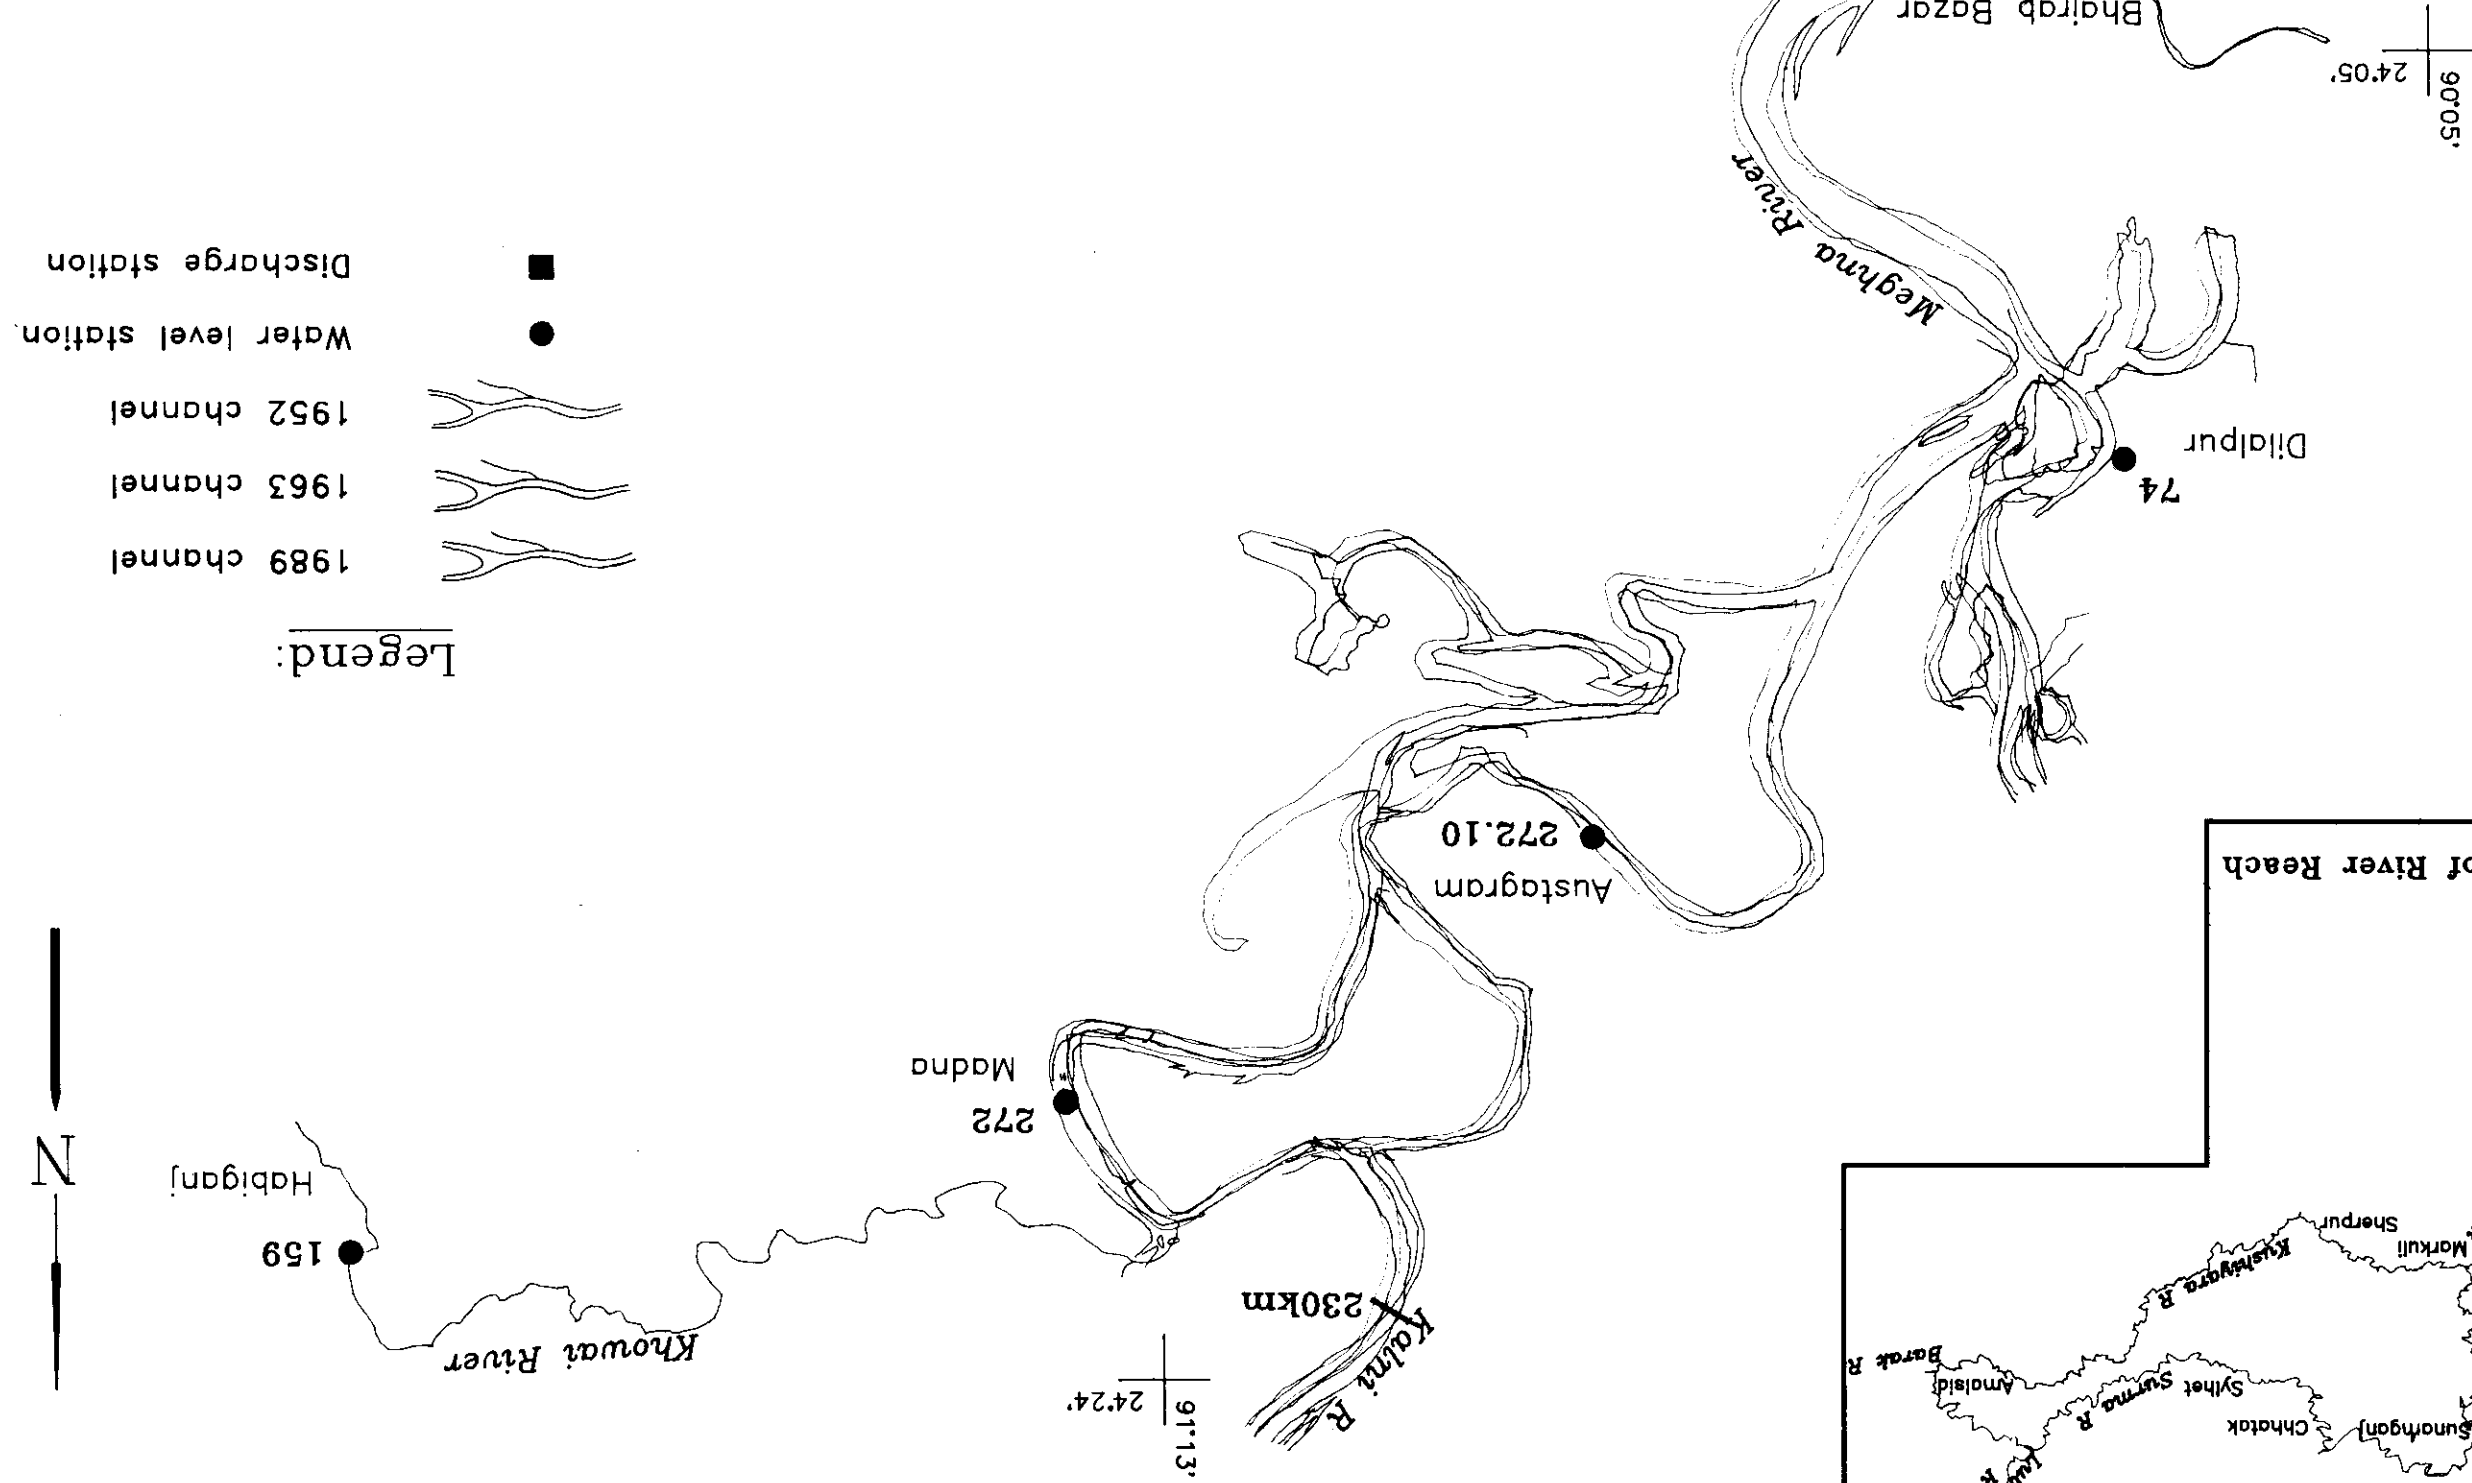 Sunamganj
Chhatak
Sylhet
Surma R
Amalsid
Barak R
Markuli
Sherpur
Kushiyara R
of River Reach
91°13'
24°24'
Kalni R
230km
Khowai River
159
Habiganj
N
272
Madna
Austagram
272.10
74
Dilalpur
Meghna River
90°05'
24°05'
Bhairab Bazar
Legend:
1989 channel
1963 channel
1952 channel
Water level station
Discharge station